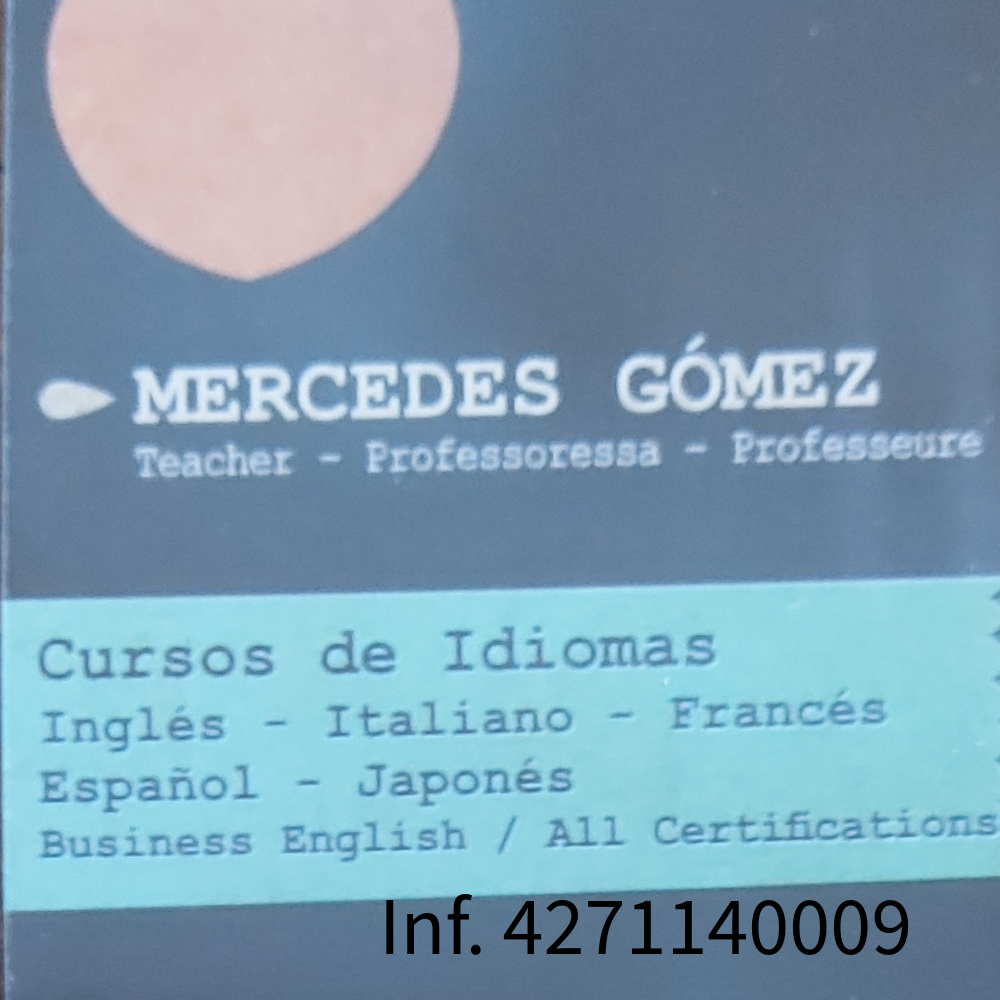 MERCEDES GÓMEZ
Teacher - Professoressa - Professeure
Cursos de Idiomas
Inglés - Italiano - Francés
Español - Japonés
Business English / All Certifications
Inf. 4271140009